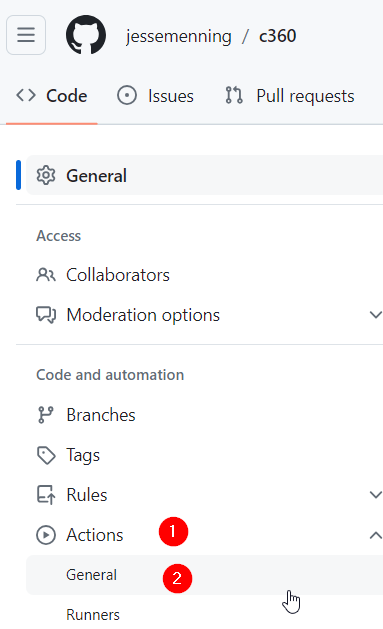 jessemenning / c360
Code Issues Pull requests
General
Access
Collaborators
Moderation options
Code and automation
Branches
Tags
Rules
Actions 1
General 2
Runners